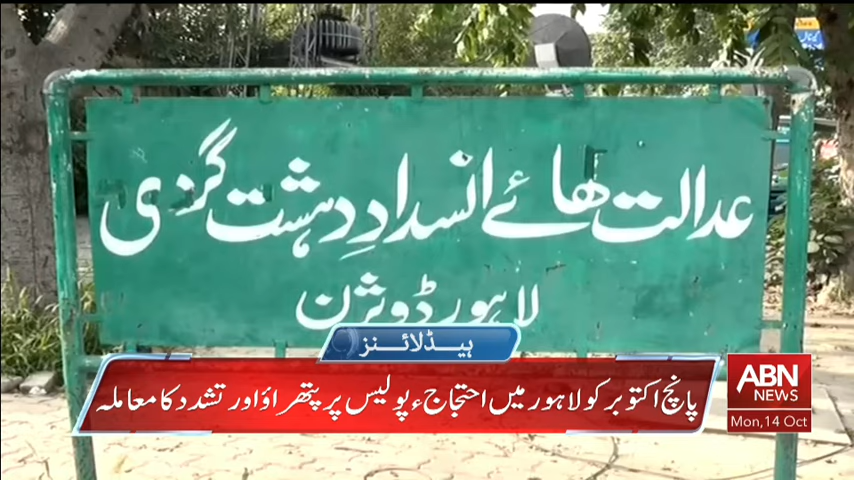 عدالت ھائے انسدادِ دہشت گردی
لاہور ڈویژن
ہیڈلائنز
پانچ اکتوبر کو لاہور میں احتجاج ء پولیس پر پتھراؤ اور تشدد کا معاملہ
ABN
NEWS
Mon,14 Oct